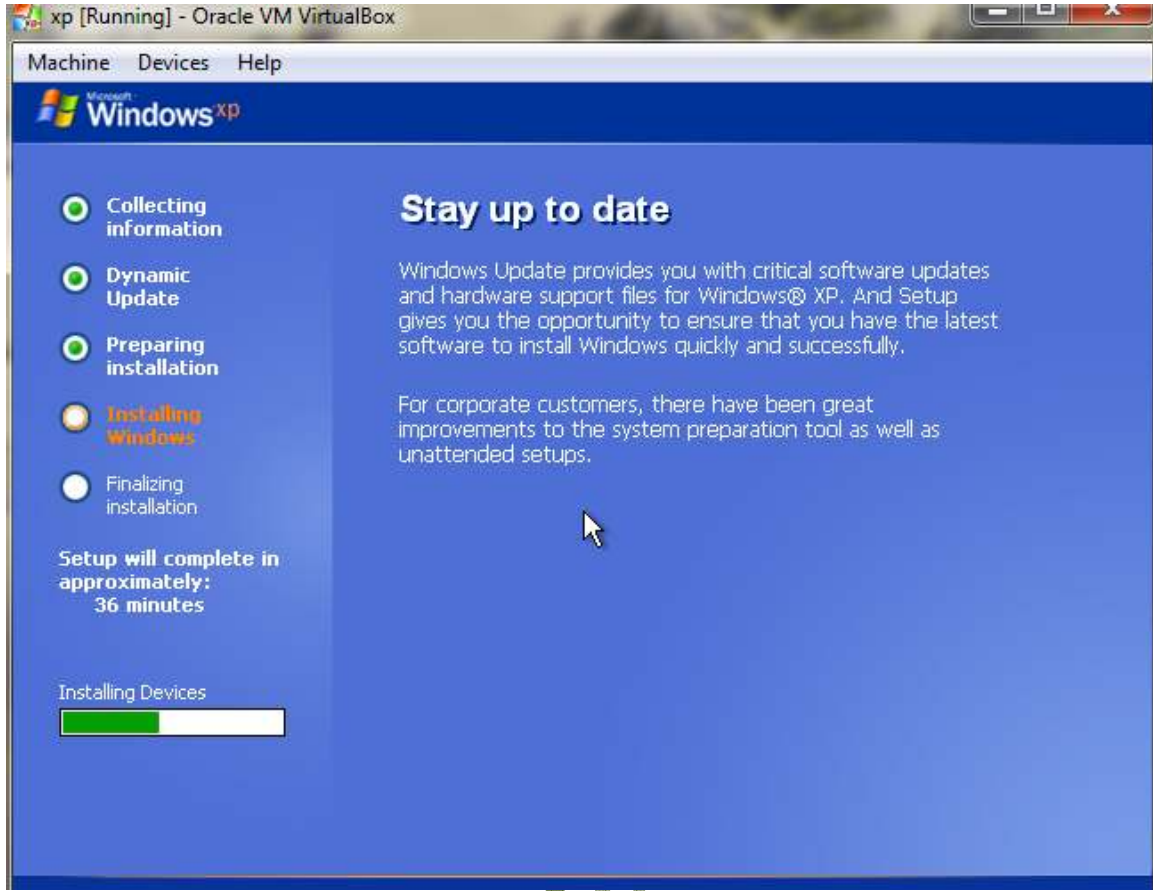 xp [Running] - Oracle VM VirtualBox
Machine Devices Help
Microsoft
Windows xp
Collecting
information
Dynamic
Update
Preparing
installation
Installing
Windows
Finalizing
installation
Setup will complete in
approximately:
36 minutes
Installing Devices
Stay up to date
Windows Update provides you with critical software updates
and hardware support files for Windows® XP. And Setup
gives you the opportunity to ensure that you have the latest
software to install Windows quickly and successfully.
For corporate customers, there have been great
improvements to the system preparation tool as well as
unattended setups.